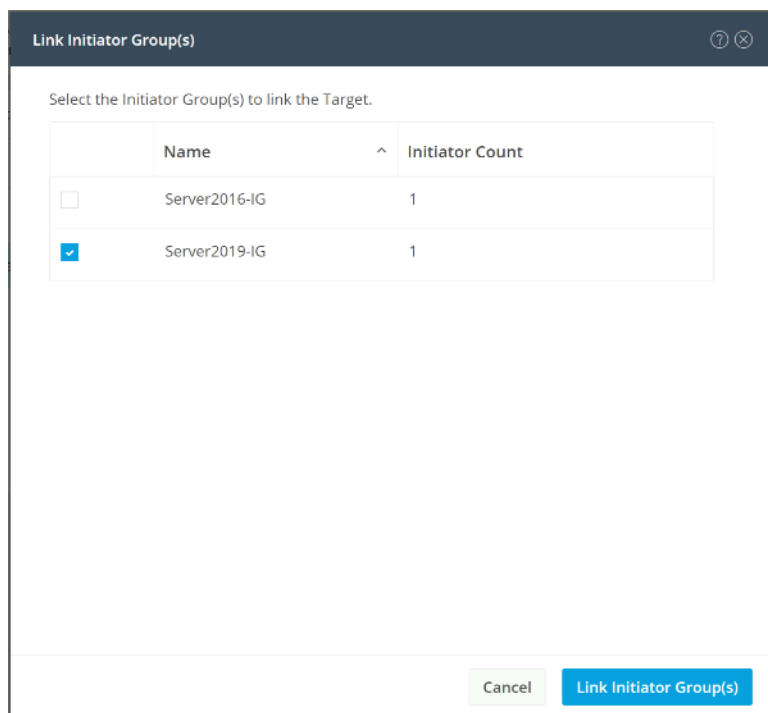 Link Initiator Group(s)
Select the Initiator Group(s) to link the Target.
Name Initiator Count
Server2016-IG 1
Server2019-IG 1
Cancel Link Initiator Group(s)